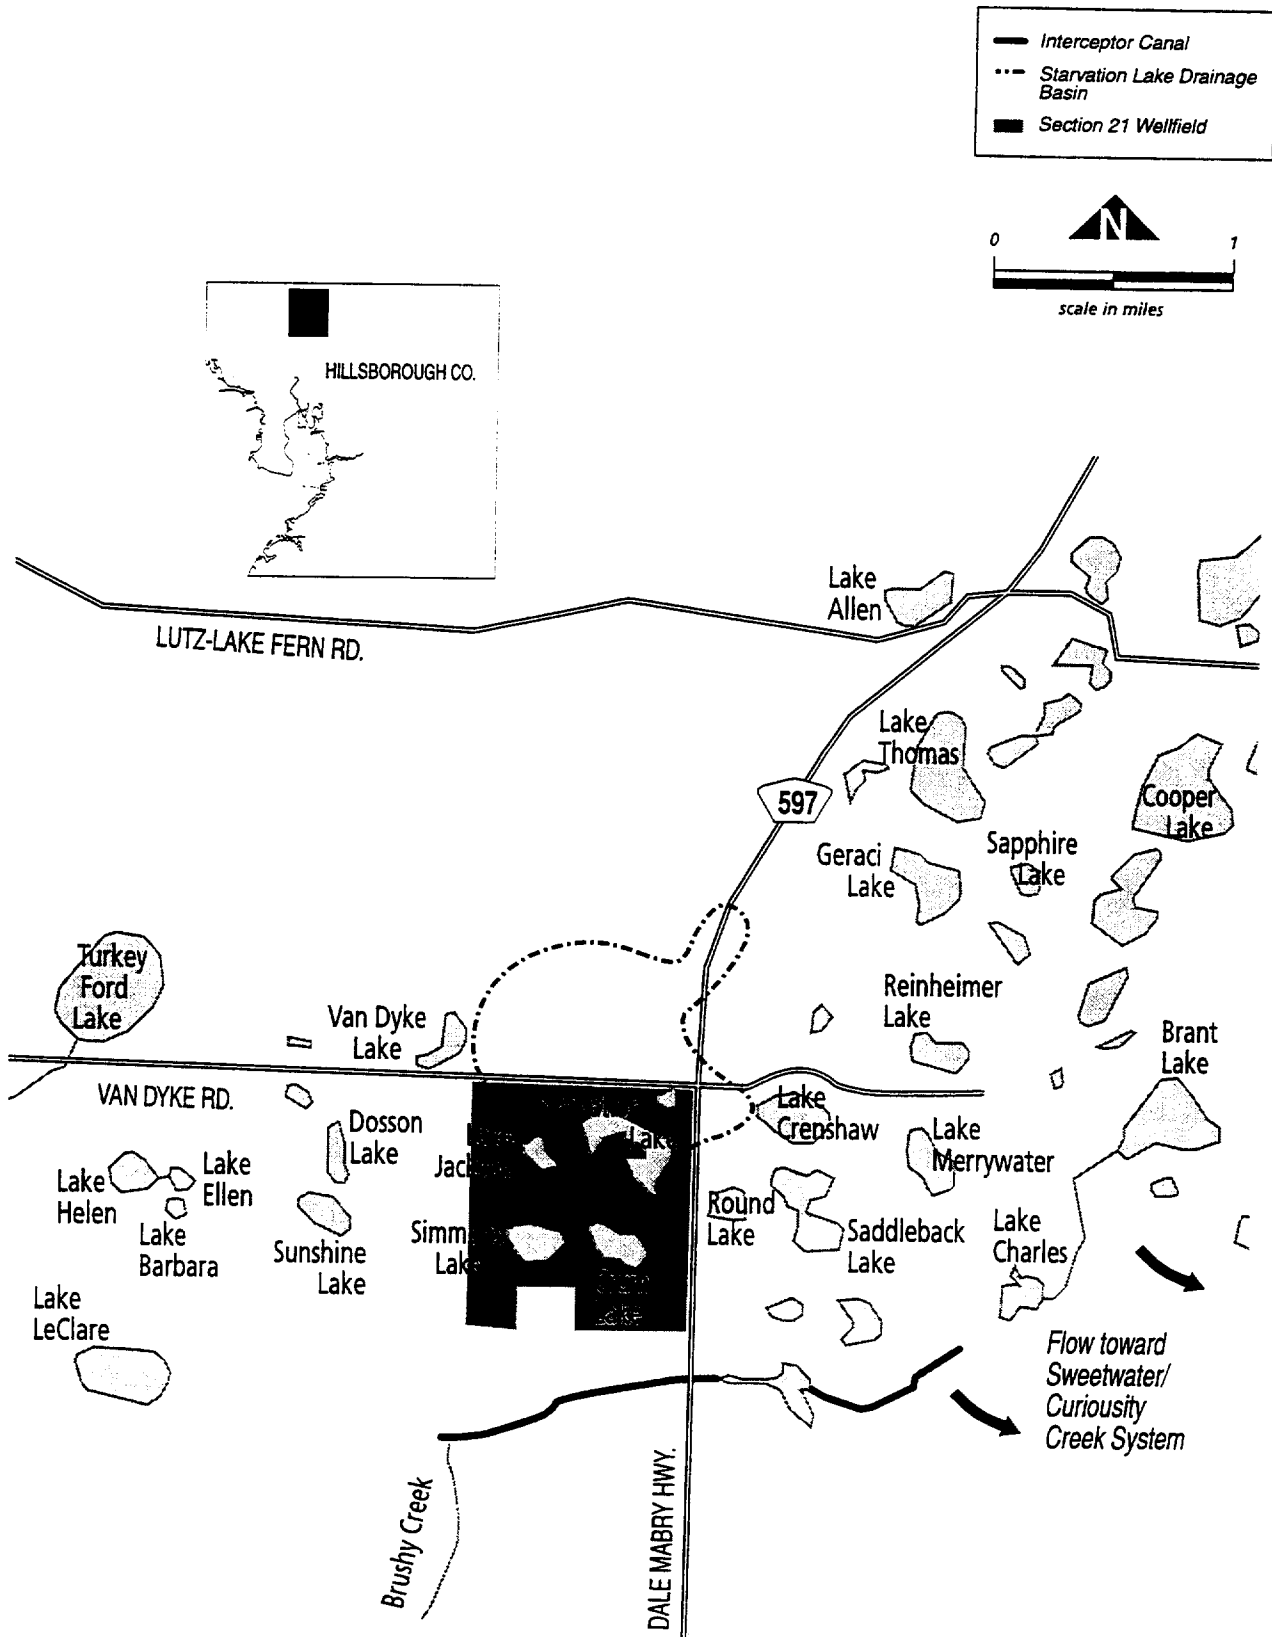 Interceptor Canal
Starvation Lake Drainage
Basin
Section 21 Wellfield
N
0
1
scale in miles
HILLSBOROUGH CO.
Lake
Allen
LUTZ-LAKE FERN RD.
Lake
Thomas
597
Cooper
Lake
Geraci
Lake
Sapphire
Lake
Turkey
Ford
Lake
Van Dyke
Lake
Reinheimer
Lake
Brant
Lake
VAN DYKE RD.
Lake
Crenshaw
Dosson
Lake
Lake
Lake
Merrywater
Lake
Helen
Lake
Ellen
Lake
Barbara
Sunshine
Lake
Lake
Round
Lake
Saddleback
Lake
Lake
Charles
Lake
Lake
LeClare
Flow toward
Sweetwater/
Curiousity
Creek System
Brushy Creek
DALE MABRY HWY.